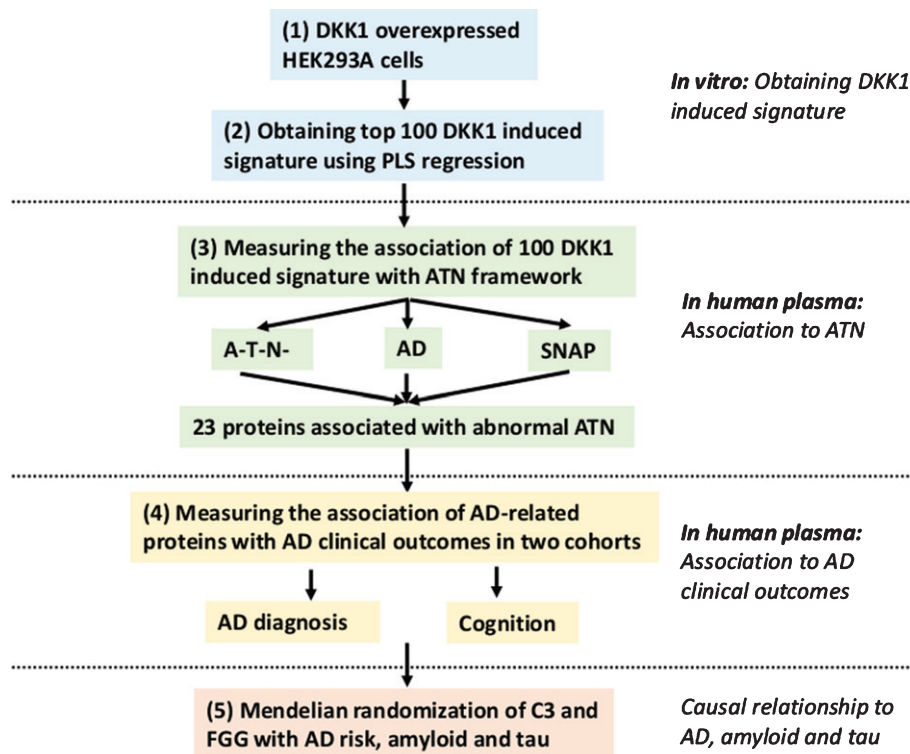 (1) DKK1 overexpressed
HEK293A cells
In vitro: Obtaining DKK1
induced signature
(2) Obtaining top 100 DKK1 induced
signature using PLS regression
(3) Measuring the association of 100 DKK1
induced signature with ATN framework
In human plasma:
Association to ATN
A-T-N-
AD
SNAP
23 proteins associated with abnormal ATN
(4) Measuring the association of AD-related
proteins with AD clinical outcomes in two cohorts
In human plasma:
Association to AD
clinical outcomes
AD diagnosis
Cognition
(5) Mendelian randomization of C3 and
FGG with AD risk, amyloid and tau
Causal relationship to
AD, amyloid and tau